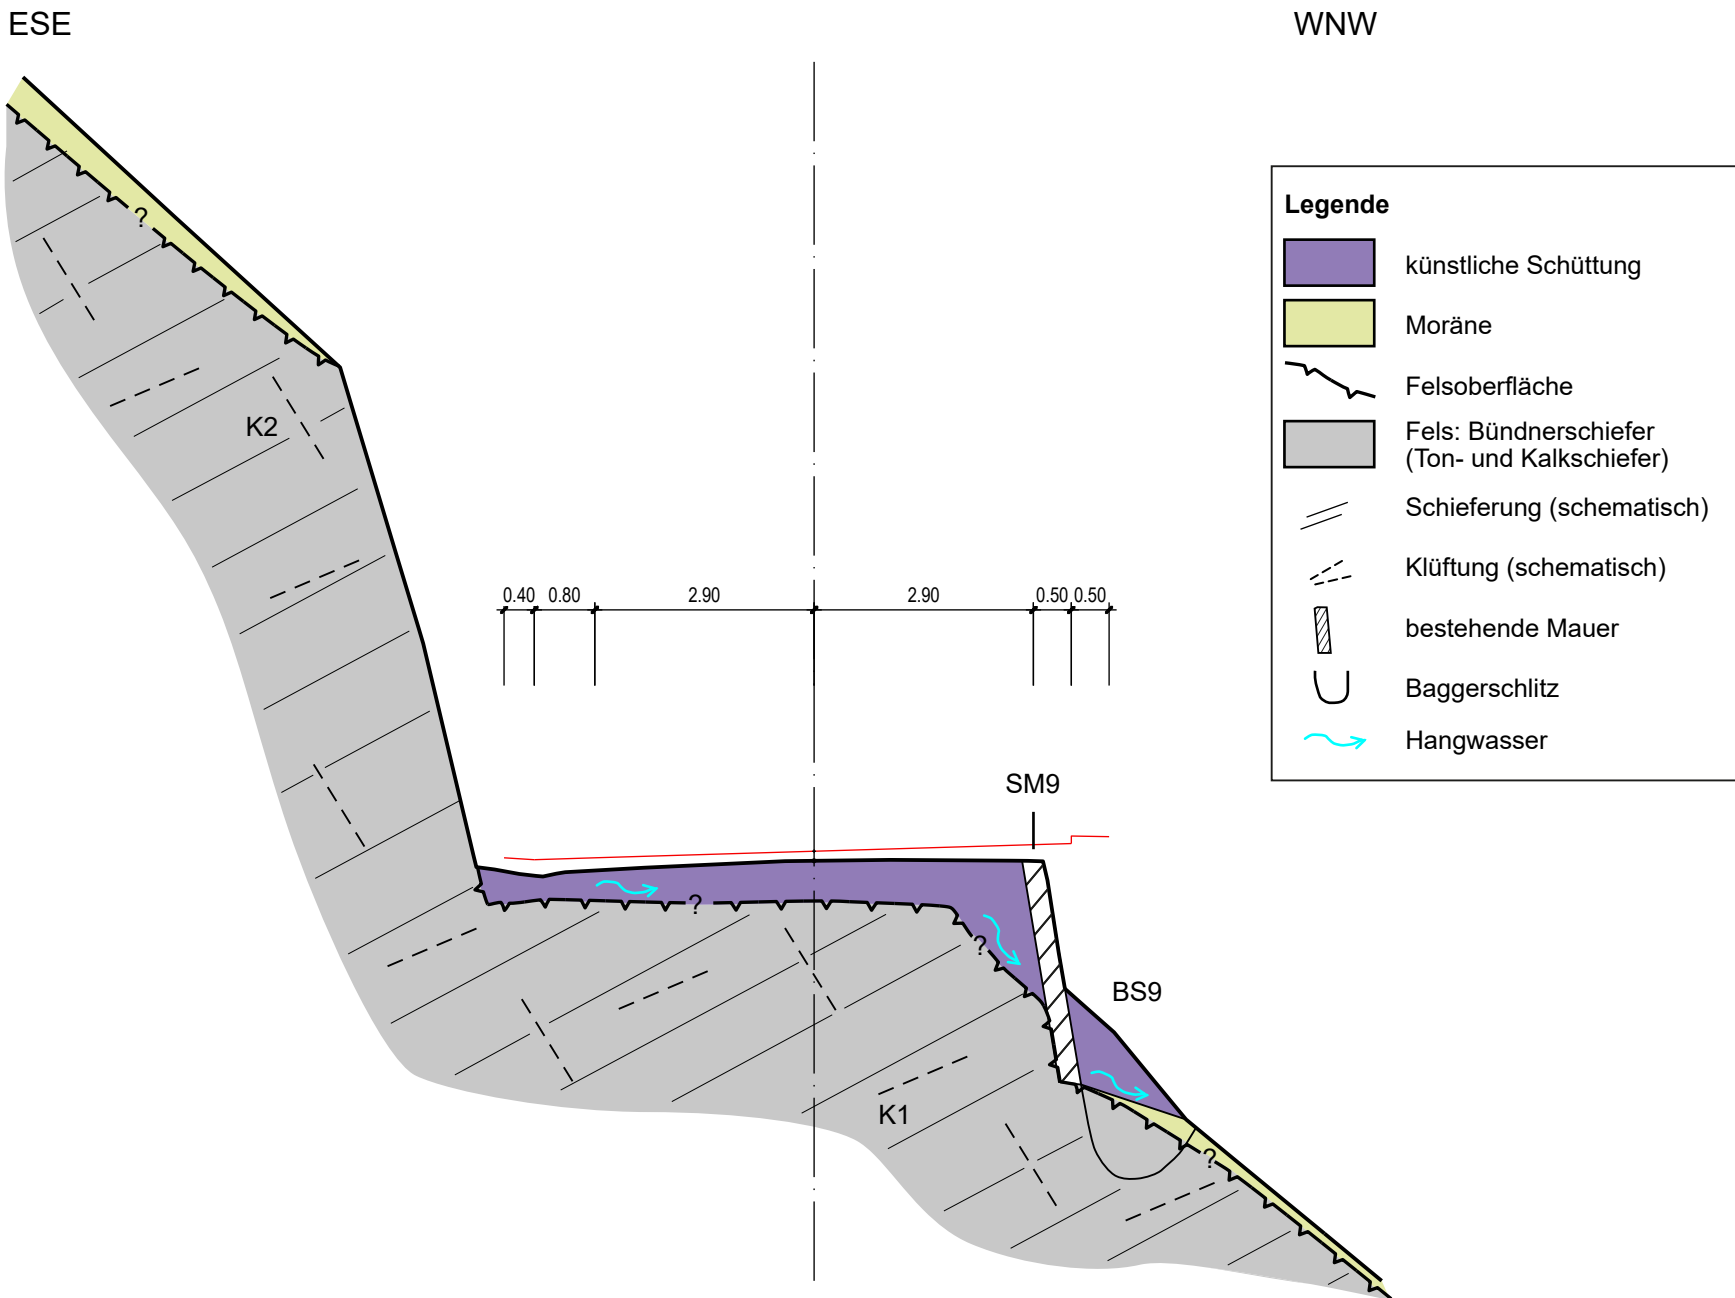 ESE
WNW
Legende
künstliche Schüttung
Moräne
Felsoberfläche
Fels: Bündnerschiefer
(Ton- und Kalkschiefer)
Schieferung (schematisch)
Klüftung (schematisch)
bestehende Mauer
Baggerschlitz
Hangwasser
?
K2
0.40 0.80 2.90 2.90 0.50 0.50
SM9
?
?
BS9
K1
?